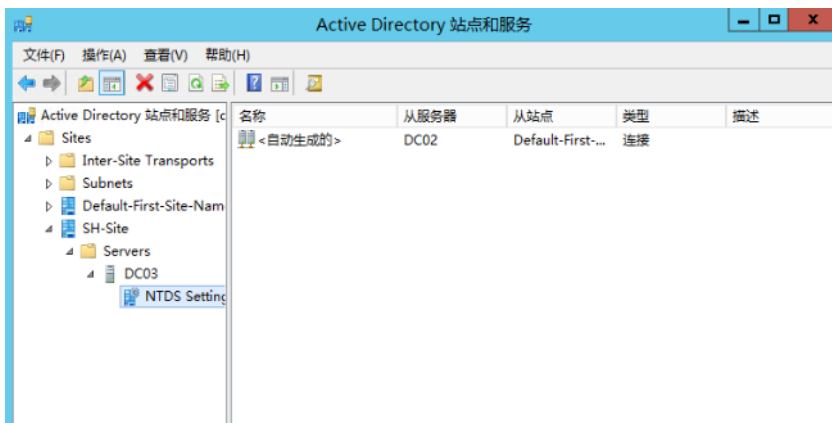 Active Directory 站点和服务
文件(F) 操作(A) 查看(V) 帮助(H)
Active Directory 站点和服务 [c
名称 从服务器 从站点 类型 描述
Sites
<自动生成的> DC02 Default-First-... 连接
Inter-Site Transports
Subnets
Default-First-Site-Nam
SH-Site
Servers
DC03
NTDS Setting